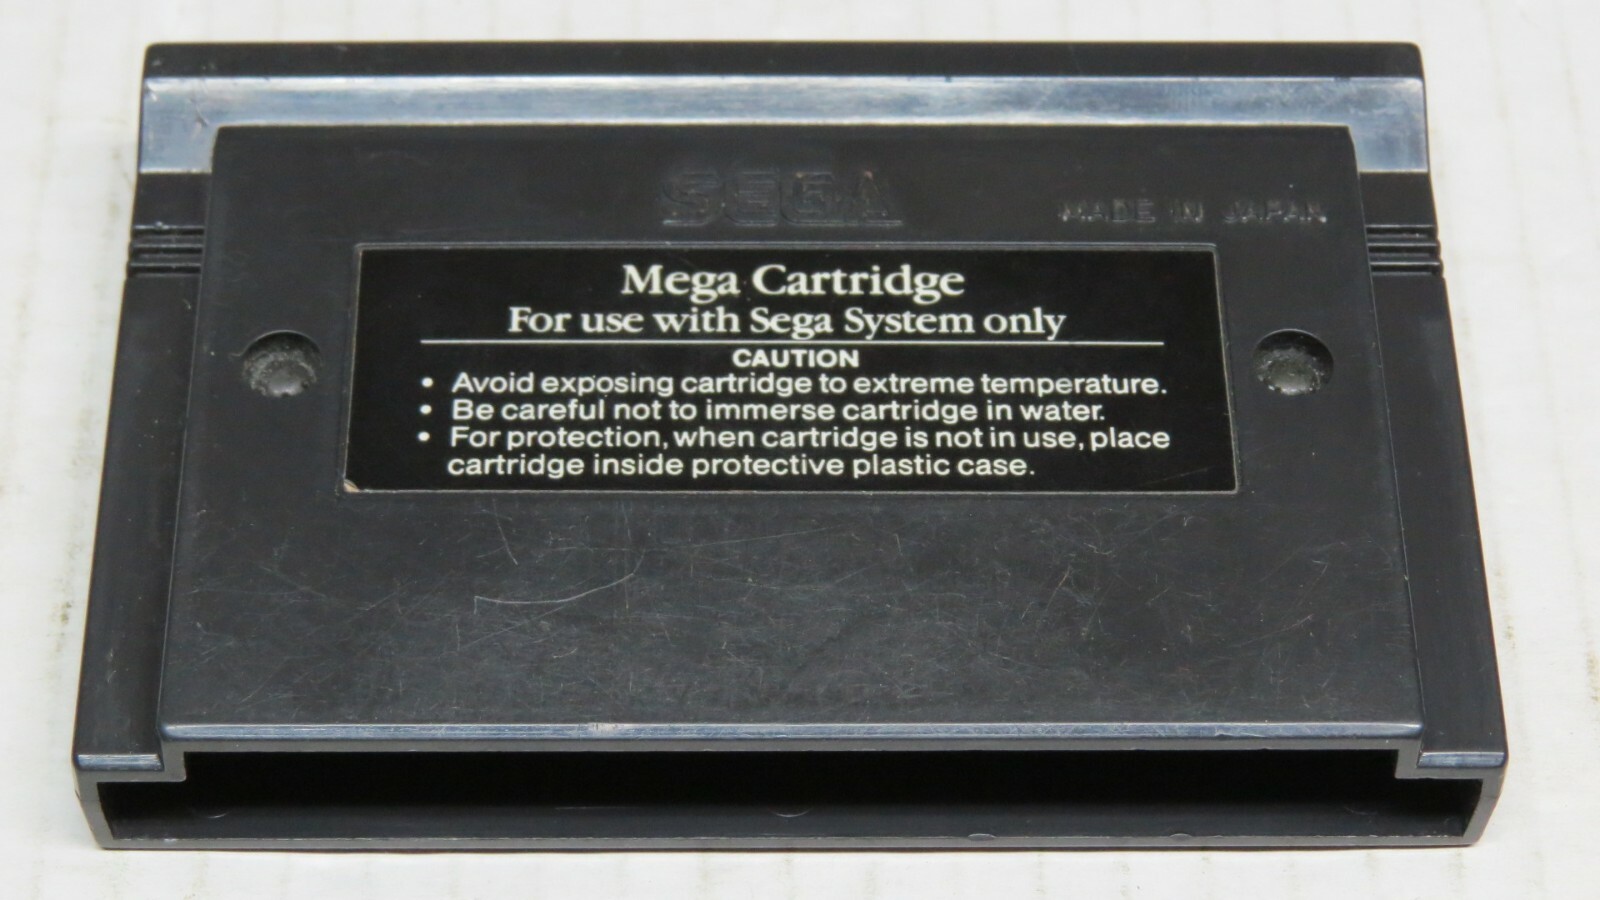 SEGA
MADE IN JAPAN
Mega Cartridge
For use with Sega System only
CAUTION
• Avoid exposing cartridge to extreme temperature.
• Be careful not to immerse cartridge in water.
• For protection, when cartridge is not in use, place
cartridge inside protective plastic case.